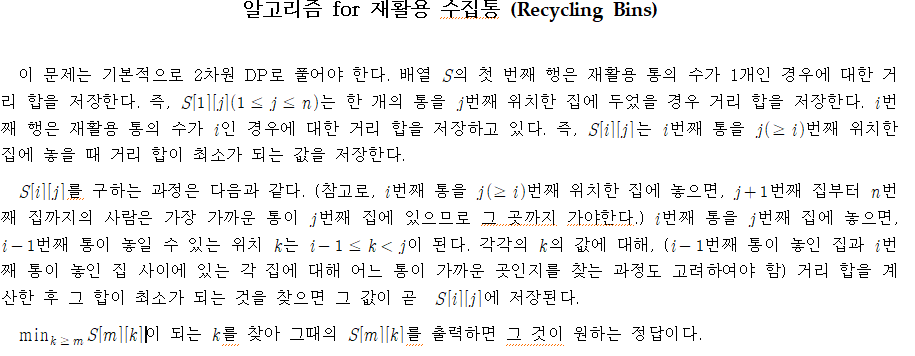 알고리즘 for 재활용 수집통 (Recycling Bins)
이 문제는 기본적으로 2차원 DP로 풀어야 한다. 배열 S의 첫 번째 행은 재활용 통의 수가 1개인 경우에 대한 거
리 합을 저장한다. 즉, S[1][j](1 ≤ j ≤ n)는 한 개의 통을 j번째 위치한 집에 두었을 경우 거리 합을 저장한다. i번
째 행은 재활용 통의 수가 i인 경우에 대한 거리 합을 저장하고 있다. 즉, S[i][j]는 i번째 통을 j(≥ i)번째 위치한
집에 놓을 때 거리 합이 최소가 되는 값을 저장한다.
S[i][j]를 구하는 과정은 다음과 같다. (참고로, i번째 통을 j(≥ i)번째 위치한 집에 놓으면, j+1번째 집부터 n번
째 집까지의 사람은 가장 가까운 통이 j번째 집에 있으므로 그 곳까지 가야한다.) i번째 통을 j번째 집에 놓으면,
i−1번째 통이 놓일 수 있는 위치 k는 i−1 ≤ k < j이 된다. 각각의 k의 값에 대해, (i−1번째 통이 놓인 집과 i번
째 통이 놓인 집 사이에 있는 각 집에 대해 어느 통이 가까운 곳인지를 찾는 과정도 고려하여야 함) 거리 합을 계
산한 후 그 합이 최소가 되는 것을 찾으면 그 값이 곧 S[i][j]에 저장된다.
min_{k ≥ m} S[m][k]이 되는 k를 찾아 그때의 S[m][k]를 출력하면 그 것이 원하는 정답이다.